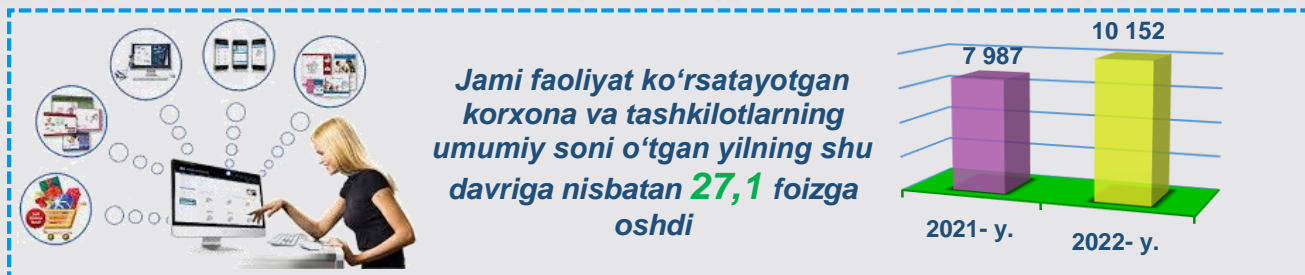 Jami faoliyat ko‘rsatayotgan
korxona va tashkilotlarning
umumiy soni o‘tgan yilning shu
davriga nisbatan 27,1 foizga
oshdi
7 987
10 152
2021- y.
2022- y.